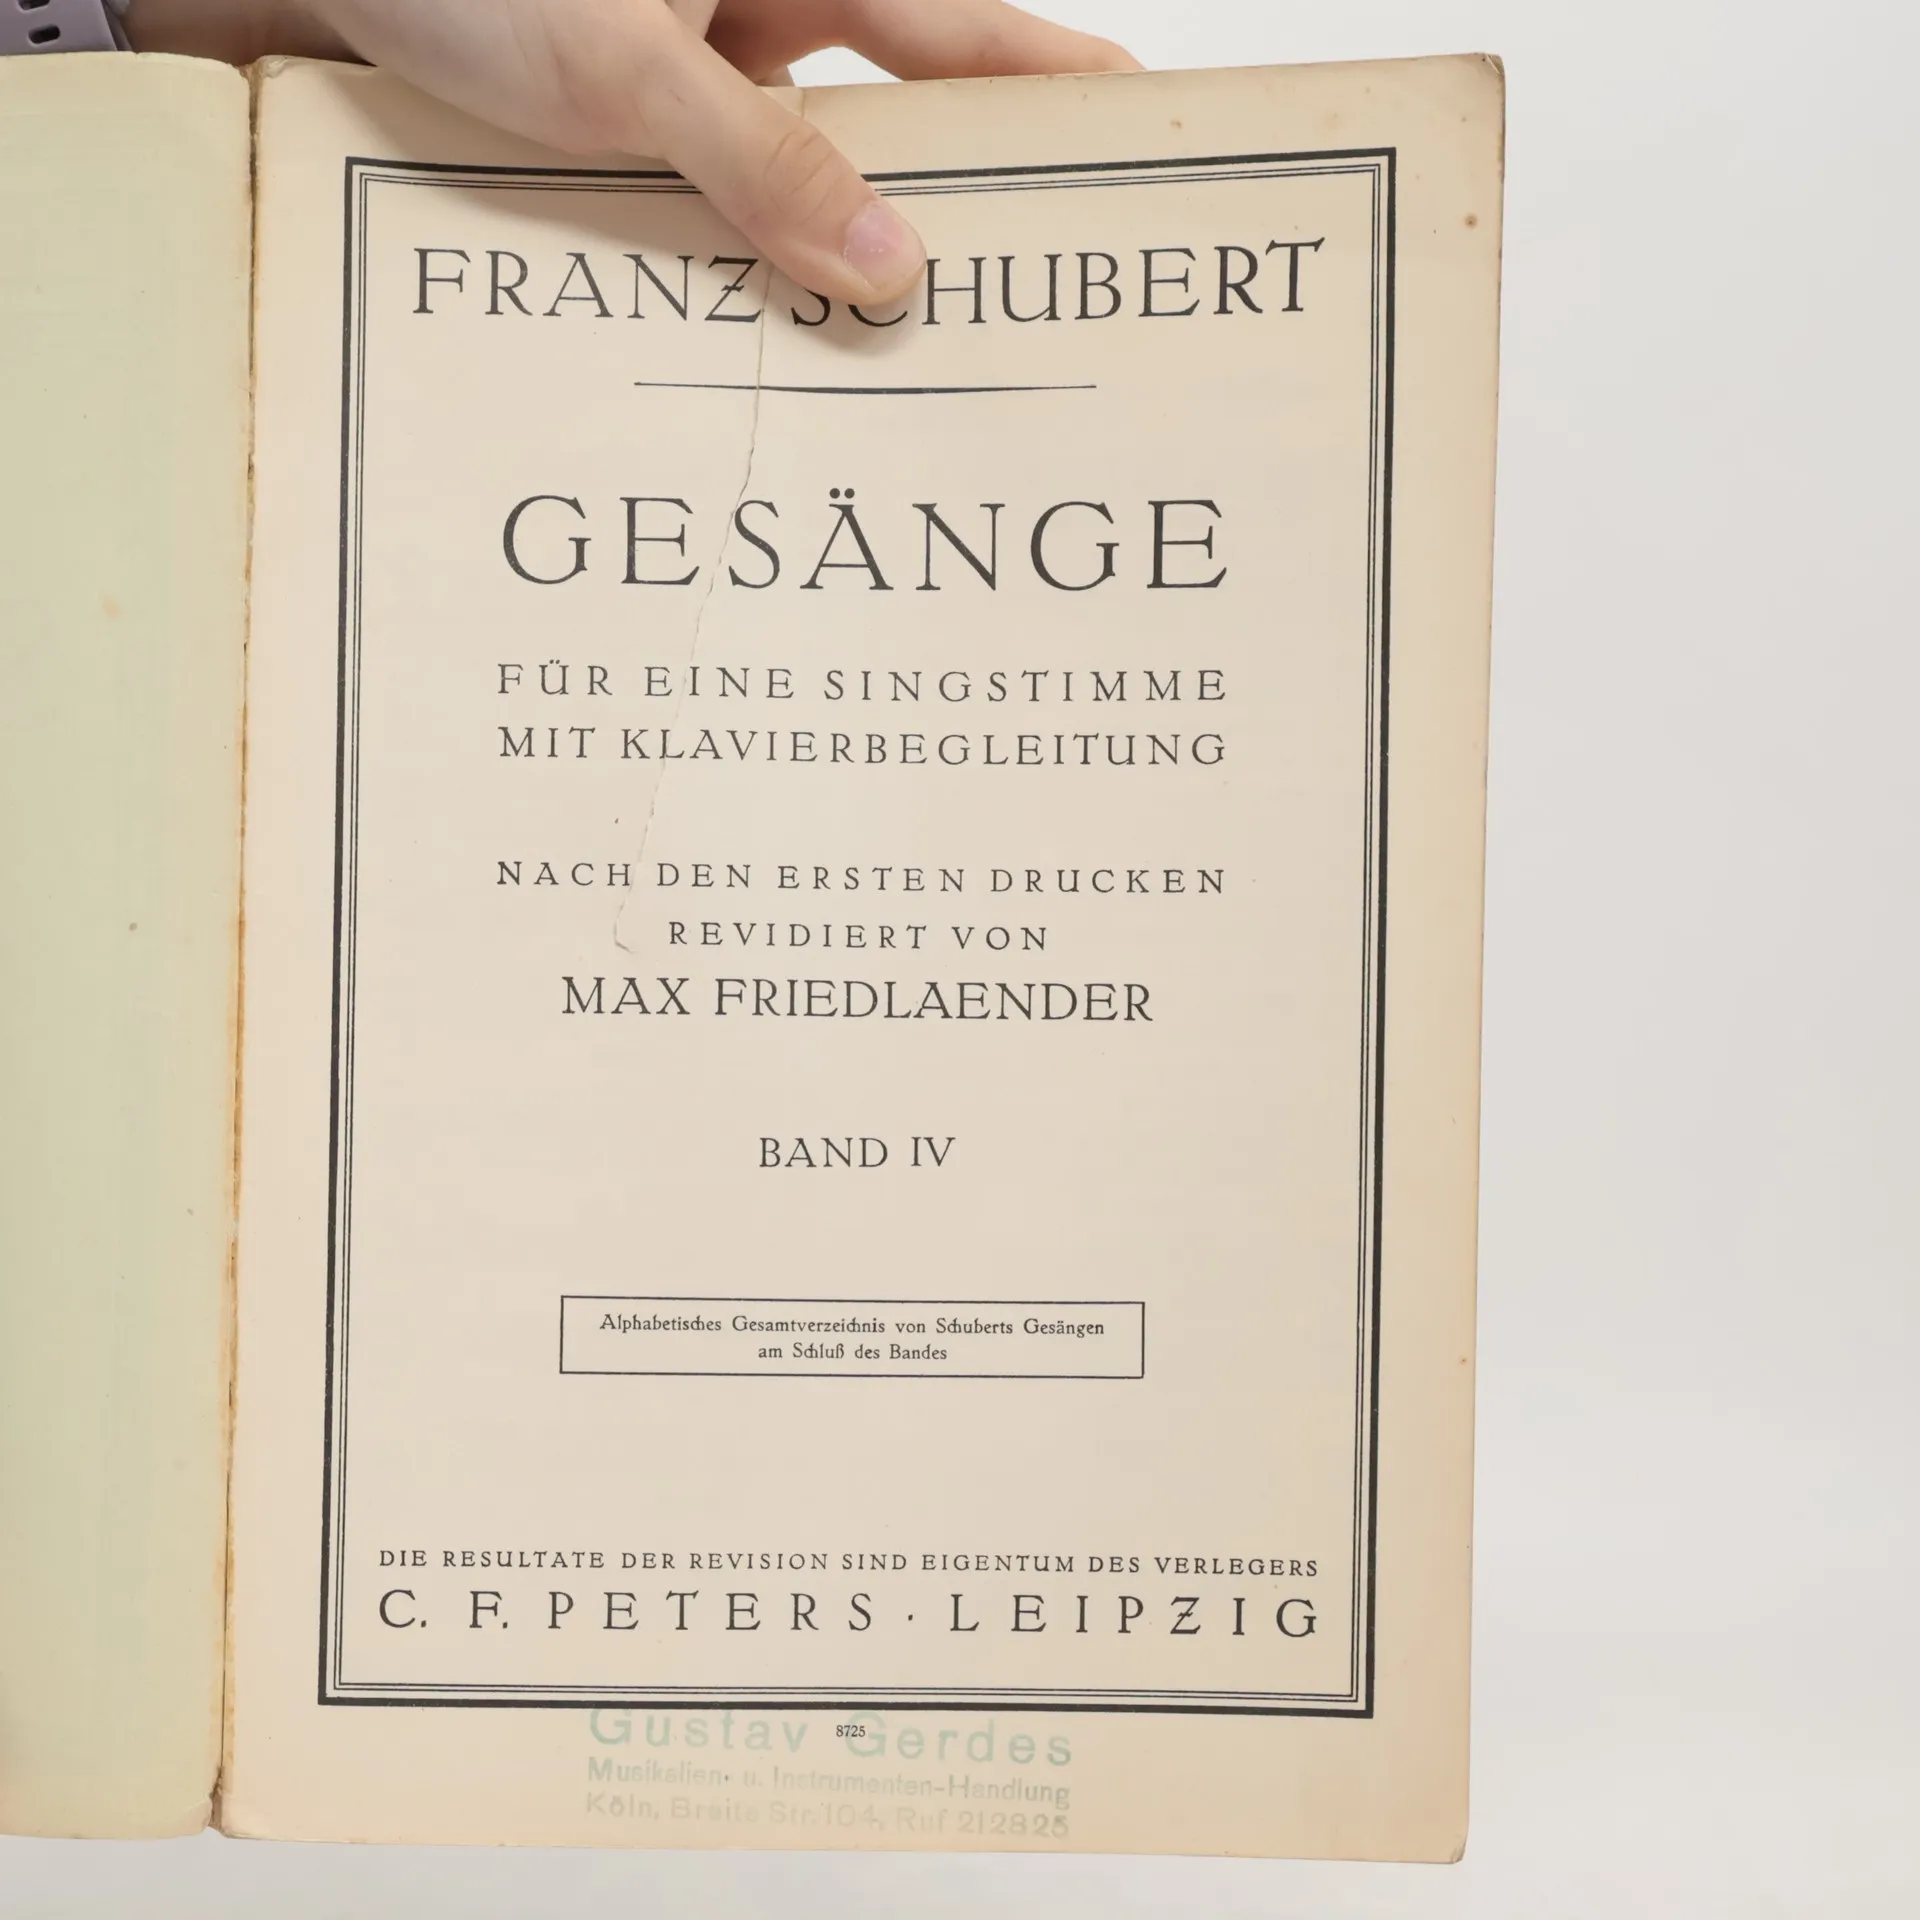 FRANZ SCHUBERT
GESÄNGE
FÜR EINE SINGSTIMME
MIT KLAVIERBEGLEITUNG
NACH DEN ERSTEN DRUCKEN
REVIDIERT VON
MAX FRIEDLAENDER
BAND IV
Alphabetisches Gesamtverzeichnis von Schuberts Gesängen
am Schluß des Bandes
DIE RESULTATE DER REVISION SIND EIGENTUM DES VERLEGERS
C. F. PETERS · LEIPZIG
8725
Gustav Gerdes
Musikalien- u. Instrumenten-Handlung
Köln, Breite Str. 104, Ruf 212825